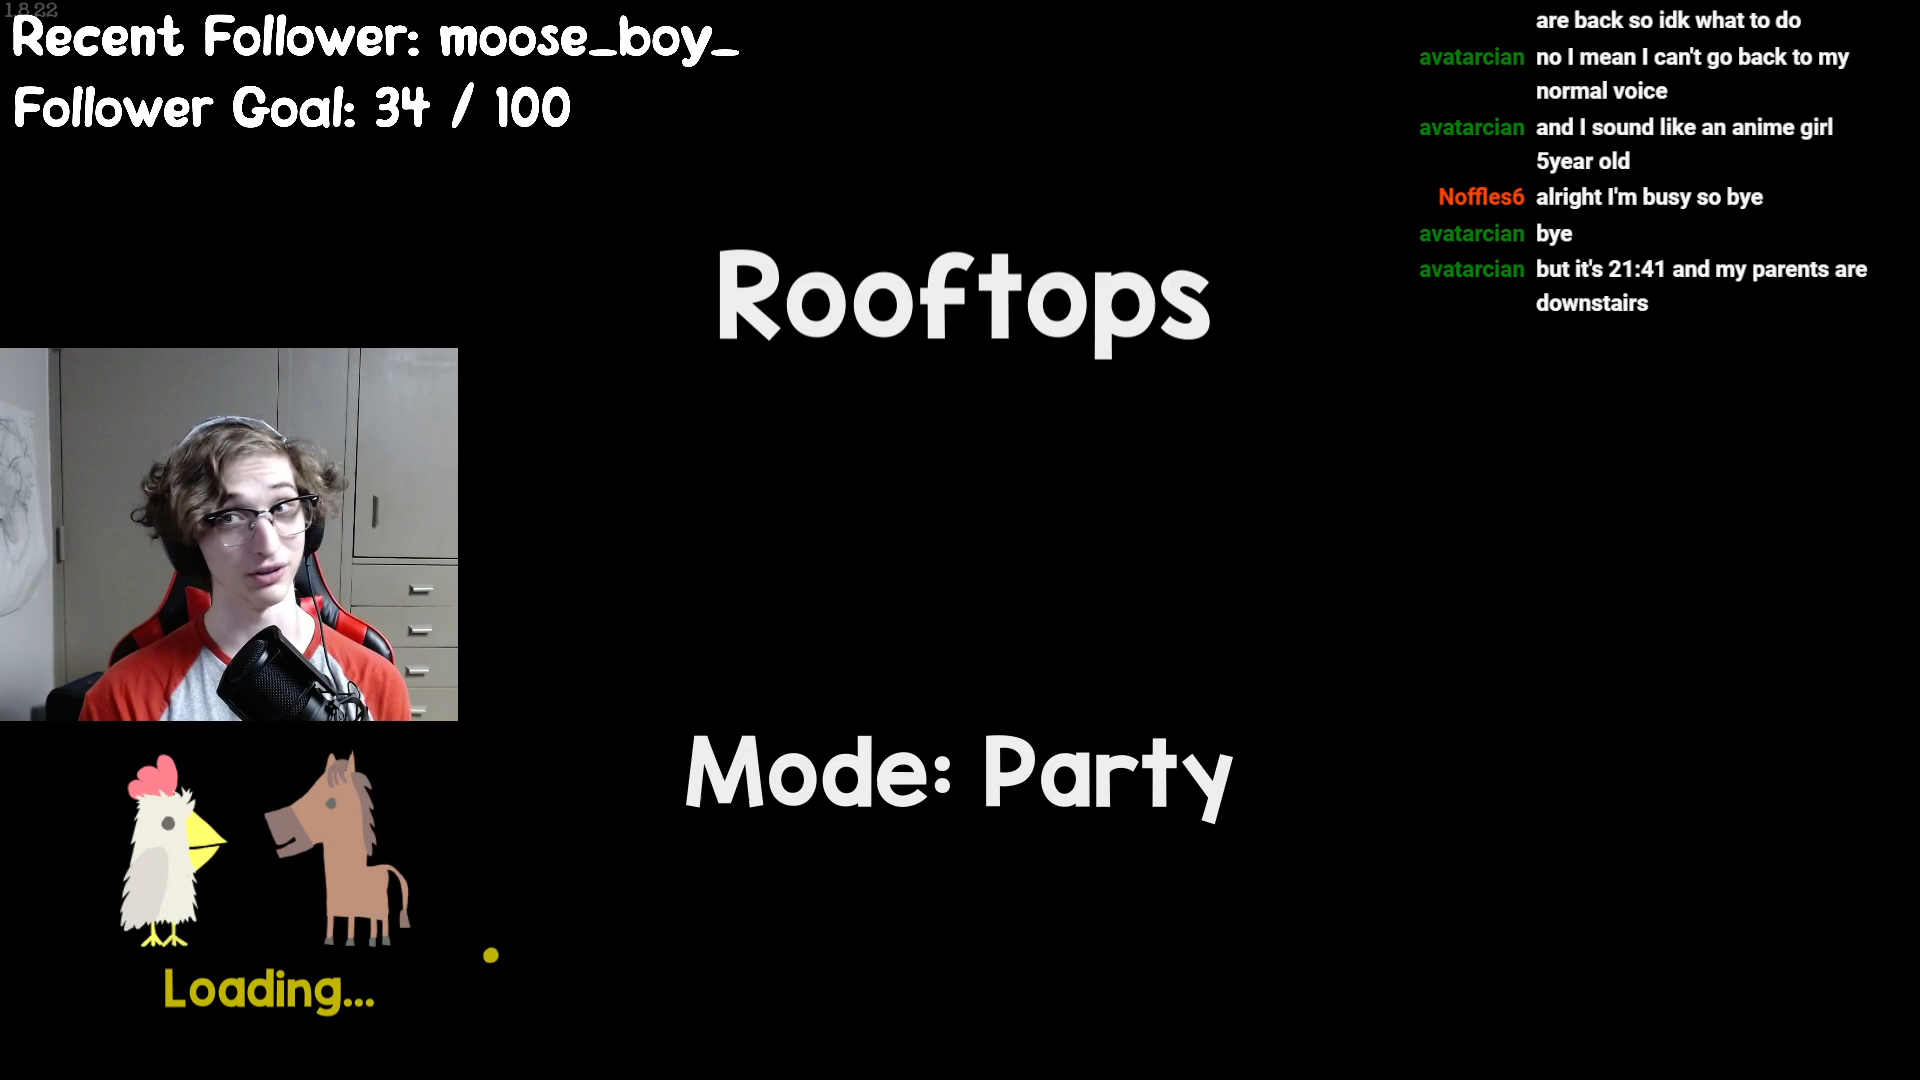 18.22
Recent Follower: moose_boy_
Follower Goal: 34 / 100
are back so idk what to do
avatarcian no I mean I can't go back to my
normal voice
avatarcian and I sound like an anime girl
5year old
Noffles6 alright I'm busy so bye
avatarcian bye
avatarcian but it's 21:41 and my parents are
downstairs
Rooftops
Mode: Party
Loading...